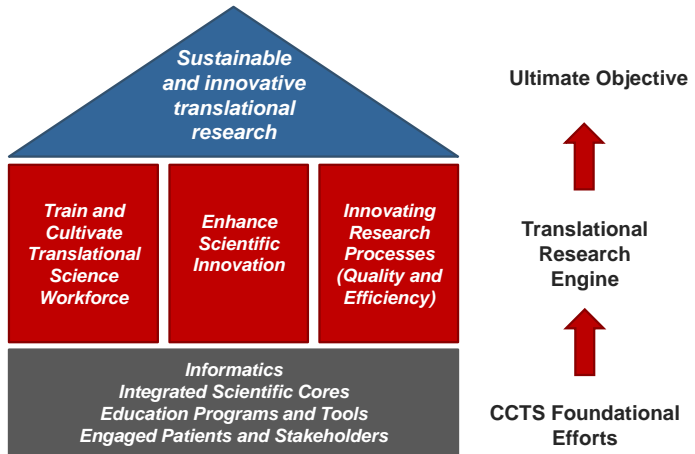 Sustainable
and innovative
translational
research
Ultimate Objective
Train and
Cultivate
Translational
Science
Workforce
Enhance
Scientific
Innovation
Innovating
Research
Processes
(Quality and
Efficiency)
Translational
Research
Engine
Informatics
Integrated Scientific Cores
Education Programs and Tools
Engaged Patients and Stakeholders
CCTS Foundational
Efforts